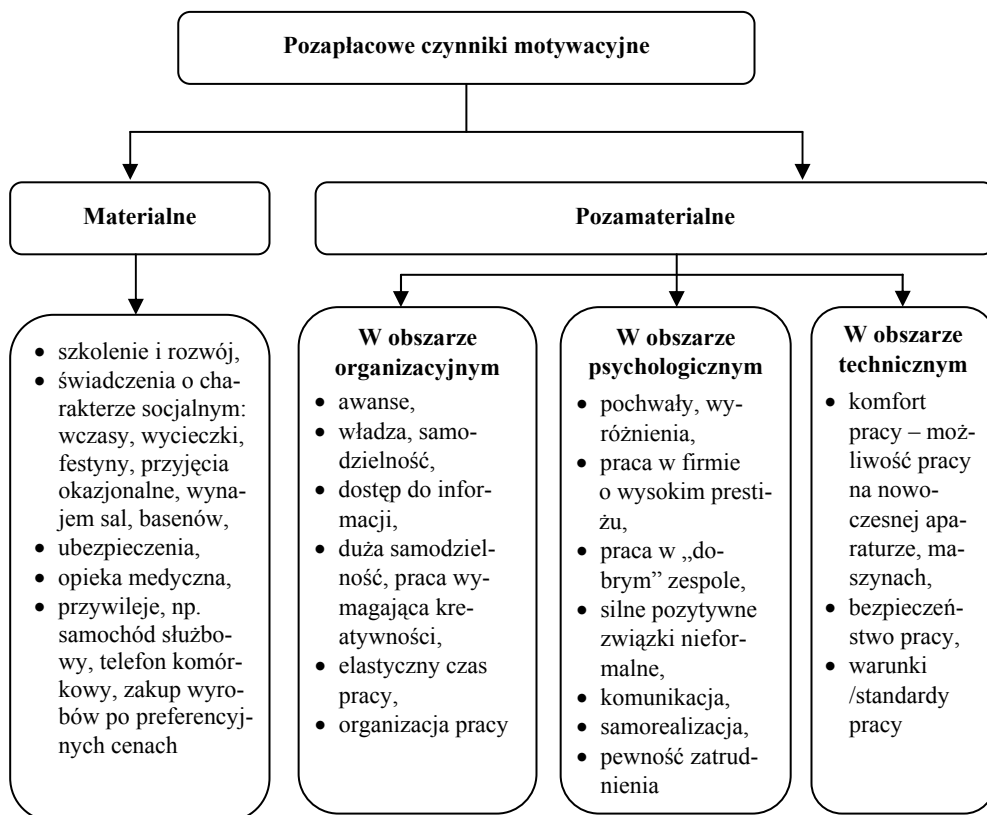 Pozapłacowe czynniki motywacyjne
Materialne
Pozamaterialne
• szkolenie i rozwój,
• świadczenia o cha-
rakterze socjalnym:
wczasy, wycieczki,
festyny, przyjęcia
okazjonalne, wyna-
jem sal, basenów,
• ubezpieczenia,
• opieka medyczna,
• przywileje, np.
samochód służbo-
wy, telefon komór-
kowy, zakup wyro-
bów po preferencyj-
nych cenach
W obszarze
organizacyjnym
• awanse,
• władza, samo-
dzielność,
• dostęp do infor-
macji,
• duża samodziel-
ność, praca wy-
magająca kre-
atywności,
• elastyczny czas
pracy,
• organizacja pracy
W obszarze
psychologicznym
• pochwały, wy-
różnienia,
• praca w firmie
o wysokim presti-
żu,
• praca w „do-
brym” zespole,
• silne pozytywne
związki niefor-
malne,
• komunikacja,
• samorealizacja,
• pewność zatrud-
nienia
W obszarze
technicznym
• komfort
pracy – moż-
liwość pracy
na nowo-
czesnej apa-
raturze, ma-
szynach,
• bezpieczeń-
stwo pracy,
• warunki
/standardy
pracy